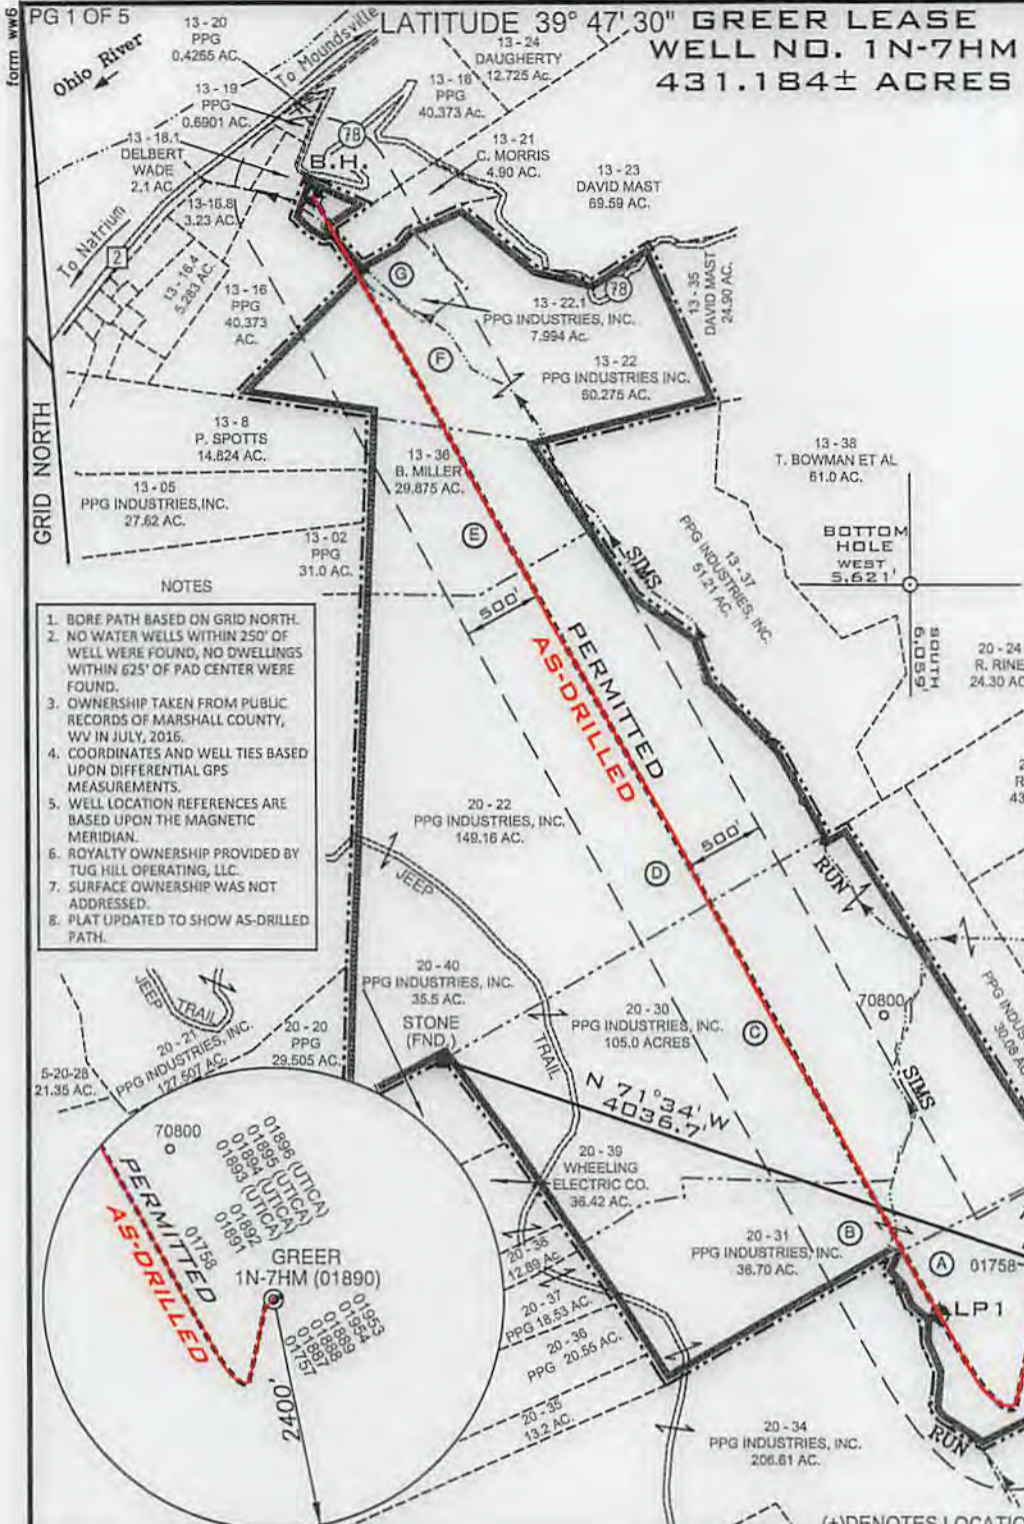 form ww6
PG 1 OF 5
LATITUDE 39° 47' 30"
GREER LEASE
WELL NO. 1N-7HM
431.184± ACRES
Ohio River
To Moundsville
To Natrium
2
GRID NORTH
13 - 20
PPG
0.4265 AC.
13 - 19
PPG
0.6901 AC.
13 - 18.1
DELBERT
WADE
2.1 AC.
13-16.8
3.23 AC.
13 - 16.4
5.283 AC.
13 - 16
PPG
40.373
AC.
78
B.H.
13 - 16
PPG
40.373 AC.
13 - 24
DAUGHERTY
12.725 Ac.
13 - 21
C. MORRIS
4.90 AC.
13 - 23
DAVID MAST
69.59 AC.
13 - 35
DAVID MAST
24.90 AC.
78
G
13 - 22.1
PPG INDUSTRIES, INC.
7.994 Ac.
F
13 - 22
PPG INDUSTRIES INC.
60.275 AC.
13 - 8
P. SPOTTS
14.824 AC.
13 - 05
PPG INDUSTRIES,INC.
27.62 AC.
13 - 02
PPG
31.0 AC.
13 - 36
B. MILLER
29.875 AC.
E
13 - 38
T. BOWMAN ET AL
61.0 AC.
13 - 37
PPG INDUSTRIES, INC.
51.21 AC.
SIMS
BOTTOM
HOLE
WEST
5,621'
SOUTH
6,059'
20 - 24
R. RINE
24.30 AC
500'
PERMITTED
AS-DRILLED
NOTES
1. BORE PATH BASED ON GRID NORTH.
2. NO WATER WELLS WITHIN 250' OF
WELL WERE FOUND, NO DWELLINGS
WITHIN 625' OF PAD CENTER WERE
FOUND.
3. OWNERSHIP TAKEN FROM PUBLIC
RECORDS OF MARSHALL COUNTY,
WV IN JULY, 2016.
4. COORDINATES AND WELL TIES BASED
UPON DIFFERENTIAL GPS
MEASUREMENTS.
5. WELL LOCATION REFERENCES ARE
BASED UPON THE MAGNETIC
MERIDIAN.
6. ROYALTY OWNERSHIP PROVIDED BY
TUG HILL OPERATING, LLC.
7. SURFACE OWNERSHIP WAS NOT
ADDRESSED.
8. PLAT UPDATED TO SHOW AS-DRILLED
PATH.
20 - 22
PPG INDUSTRIES, INC.
149.16 AC.
500'
D
RUN
JEEP
TRAIL
JEEP
TRAIL
20 - 40
PPG INDUSTRIES, INC.
35.5 AC.
STONE
(FND.)
20 - 30
PPG INDUSTRIES, INC.
105.0 ACRES
C
70800
SIMS
PPG INDUS
30.08 A
20 - 21
PPG INDUSTRIES, INC.
127.507 AC.
20 - 20
PPG
29.505 AC.
5-20-28
21.35 AC.
N 71°34' W
4036.7'
20 - 39
WHEELING
ELECTRIC CO.
36.42 AC.
20 - 31
PPG INDUSTRIES, INC.
36.70 AC.
B
A
01758
LP1
RUN
20 - 38
12.89 Ac.
20 - 37
PPG 18.53 AC.
20 - 36
PPG 20.55 AC.
20 - 35
13.2 AC.
20 - 34
PPG INDUSTRIES, INC.
206.61 AC.
70800
PERMITTED
AS-DRILLED
01758
01896 (UTICA)
01895 (UTICA)
01894 (UTICA)
01893 (UTICA)
01892
01891
GREER
1N-7HM (01890)
01953
01954
01889
01888
01887
01757
2400'
(+)DENOTES LOCATIO